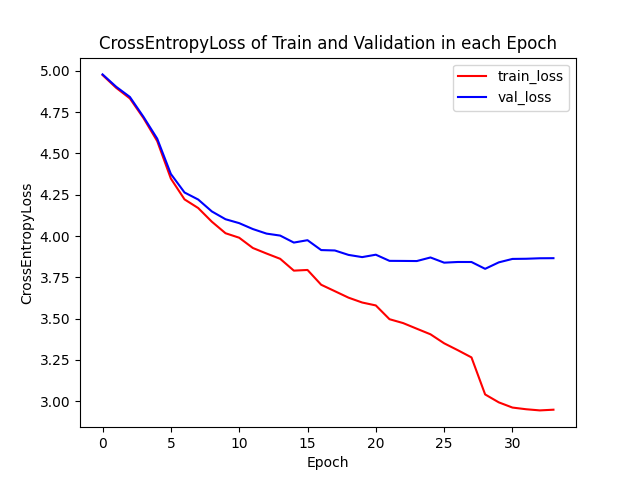 CrossEntropyLoss of Train and Validation in each Epoch
train_loss
val_loss
CrossEntropyLoss
5.00
4.75
4.50
4.25
4.00
3.75
3.50
3.25
3.00
0 5 10 15 20 25 30
Epoch